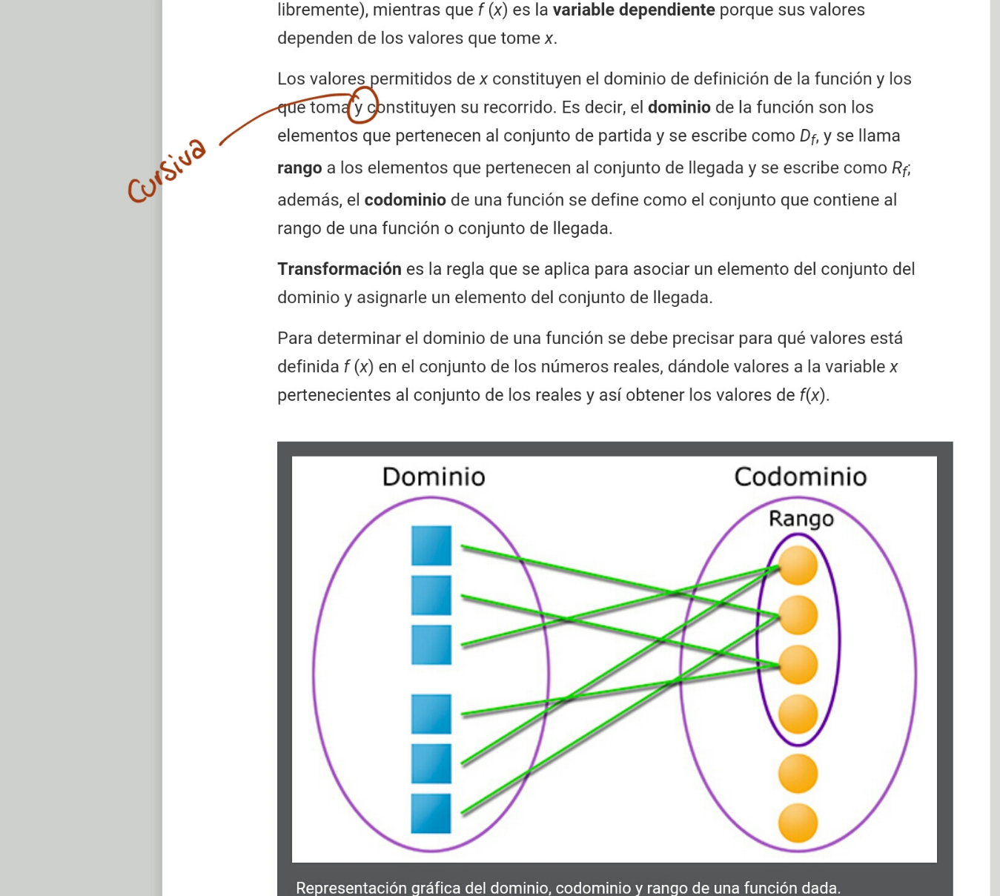 libremente), mientras que f (x) es la variable dependiente porque sus valores
dependen de los valores que tome x.
Los valores permitidos de x constituyen el dominio de definición de la función y los
que toma y constituyen su recorrido. Es decir, el dominio de la función son los
elementos que pertenecen al conjunto de partida y se escribe como Df, y se llama
Cursiva
rango a los elementos que pertenecen al conjunto de llegada y se escribe como Rf;
además, el codominio de una función se define como el conjunto que contiene al
rango de una función o conjunto de llegada.
Transformación es la regla que se aplica para asociar un elemento del conjunto del
dominio y asignarle un elemento del conjunto de llegada.
Para determinar el dominio de una función se debe precisar para qué valores está
definida f (x) en el conjunto de los números reales, dándole valores a la variable x
pertenecientes al conjunto de los reales y así obtener los valores de f(x).
Dominio
Codominio
Rango
Representación gráfica del dominio, codominio y rango de una función dada.